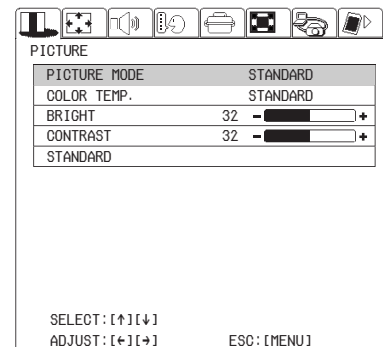 PICTURE
PICTURE MODE STANDARD
COLOR TEMP. STANDARD
BRIGHT 32 - +
CONTRAST 32 - +
STANDARD
SELECT:[↑][↓]
ADJUST:[←][→] ESC:[MENU]